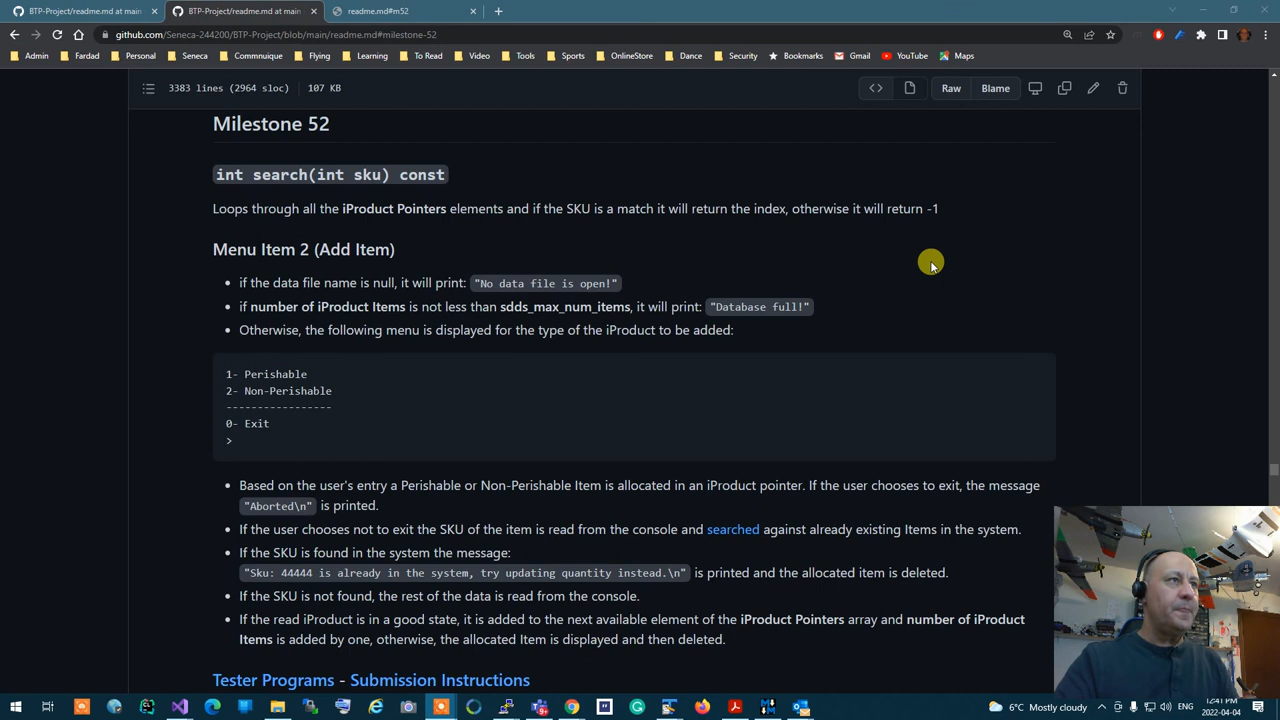 BTP-Project/readme.md at main
BTP-Project/readme.md at main
readme.md#m52
github.com/Seneca-244200/BTP-Project/blob/main/readme.md#milestone-52
Admin Fardad Personal Seneca Commnuique Flying Learning To Read Video Tools Sports OnlineStore Dance Security Bookmarks Gmail YouTube Maps
3383 lines (2964 sloc) 107 KB
Raw Blame
Milestone 52
int search(int sku) const
Loops through all the iProduct Pointers elements and if the SKU is a match it will return the index, otherwise it will return -1
Menu Item 2 (Add Item)
• if the data file name is null, it will print: "No data file is open!"
• if number of iProduct Items is not less than sdds_max_num_items, it will print: "Database full!"
• Otherwise, the following menu is displayed for the type of the iProduct to be added:
1- Perishable
2- Non-Perishable
-----------------
0- Exit
>
• Based on the user's entry a Perishable or Non-Perishable Item is allocated in an iProduct pointer. If the user chooses to exit, the message
"Aborted\n" is printed.
• If the user chooses not to exit the SKU of the item is read from the console and searched against already existing Items in the system.
• If the SKU is found in the system the message:
"Sku: 44444 is already in the system, try updating quantity instead.\n" is printed and the allocated item is deleted.
• If the SKU is not found, the rest of the data is read from the console.
• If the read iProduct is in a good state, it is added to the next available element of the iProduct Pointers array and number of iProduct
Items is added by one, otherwise, the allocated Item is displayed and then deleted.
Tester Programs - Submission Instructions
6°C Mostly cloudy
1:41 PM
2022-04-04